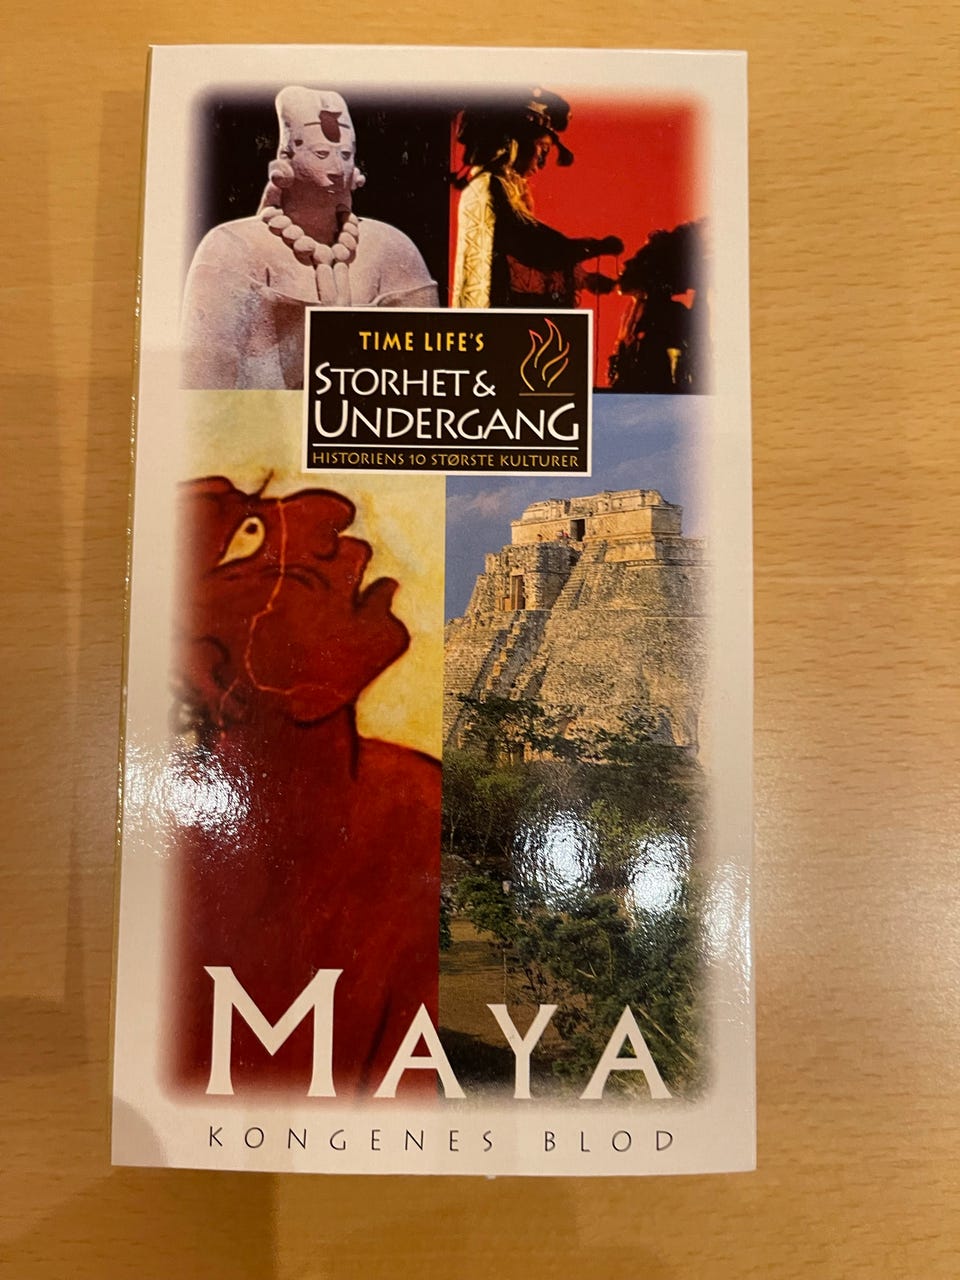 TIME LIFE'S
STORHET &
UNDERGANG
HISTORIENS 10 STØRSTE KULTURER
MAYA
KONGENES BLOD